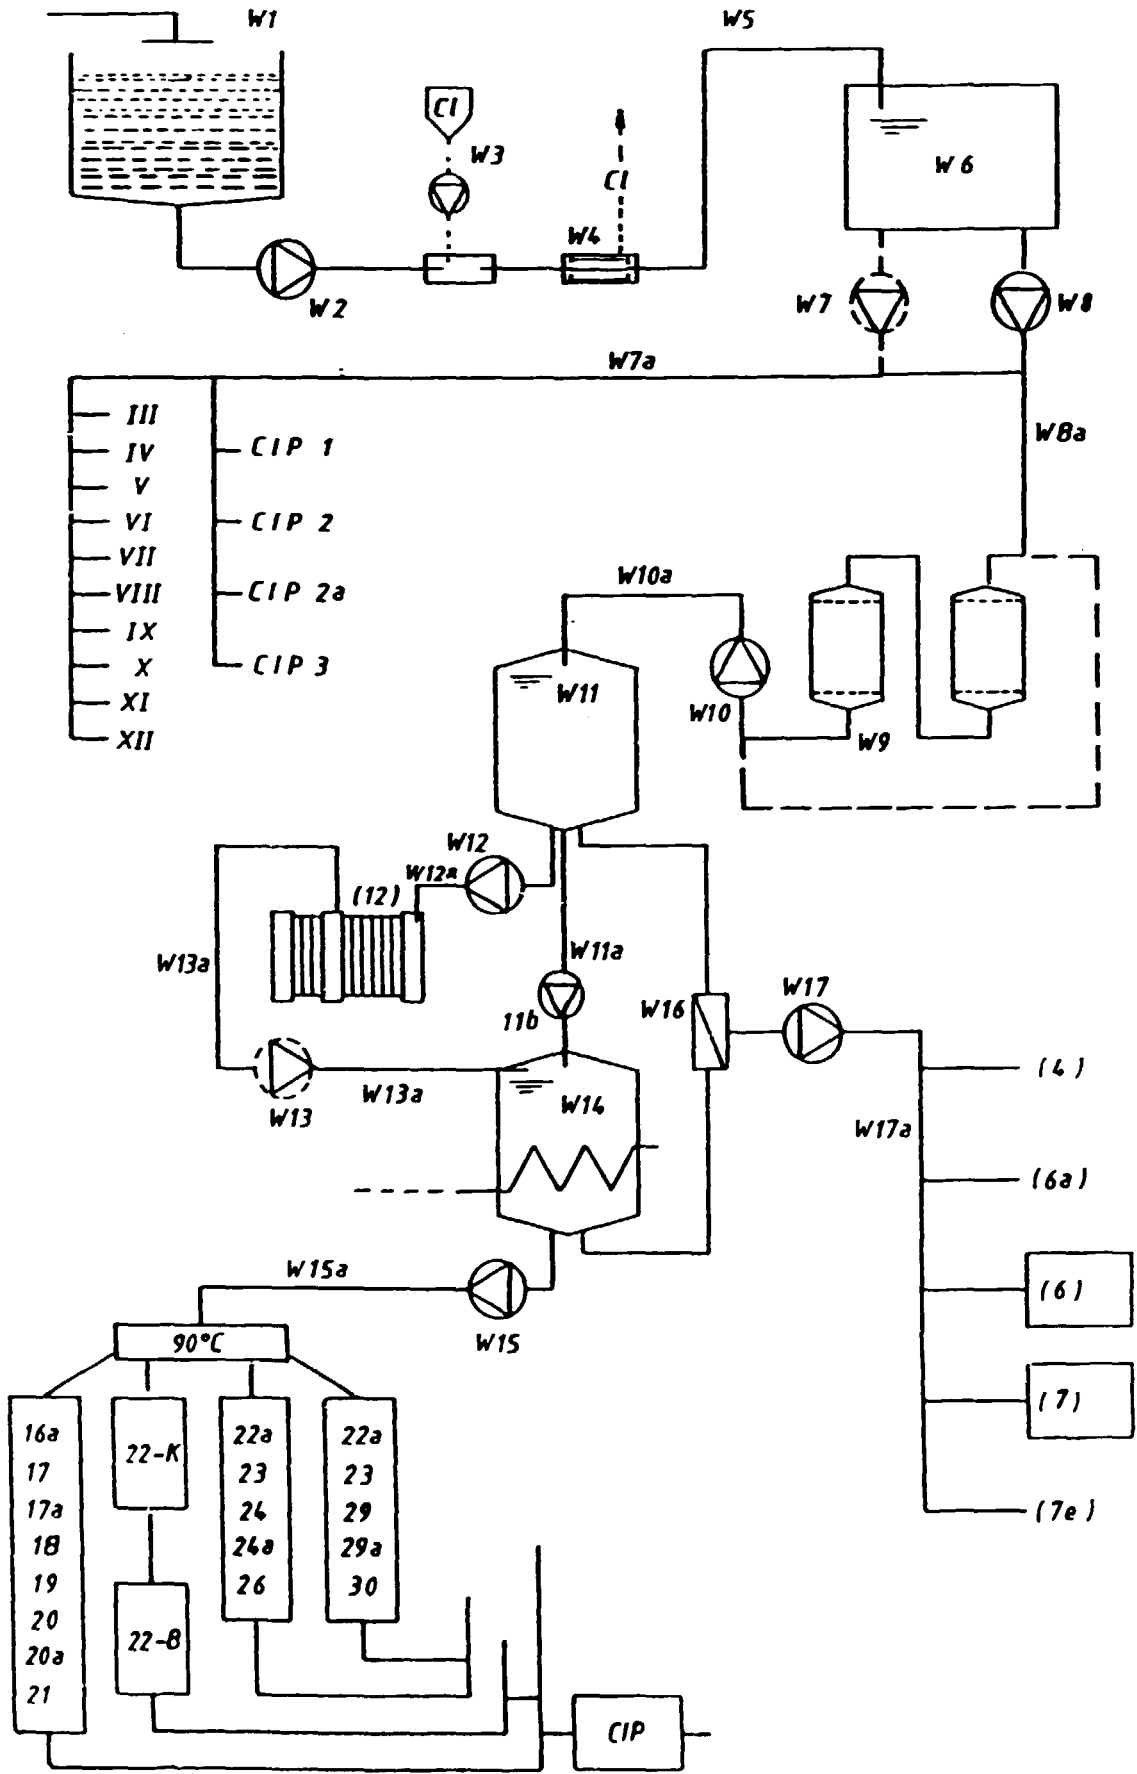 W1
W5
Cl
W3
Cl
W4
W2
W6
W7
W8
W7a
W8a
III
IV
V
VI
VII
VIII
IX
X
XI
XII
CIP 1
CIP 2
CIP 2a
CIP 3
W10a
W11
W10
W9
W12
W12a
(12)
W13a
W11a
11b
W16
W17
W13
W13a
W14
W17a
(4)
(6a)
(6)
(7)
(7e)
W15a
W15
90°C
16a
17
17a
18
19
20
20a
21
22-K
22-B
22a
23
24
24a
26
22a
23
29
29a
30
CIP